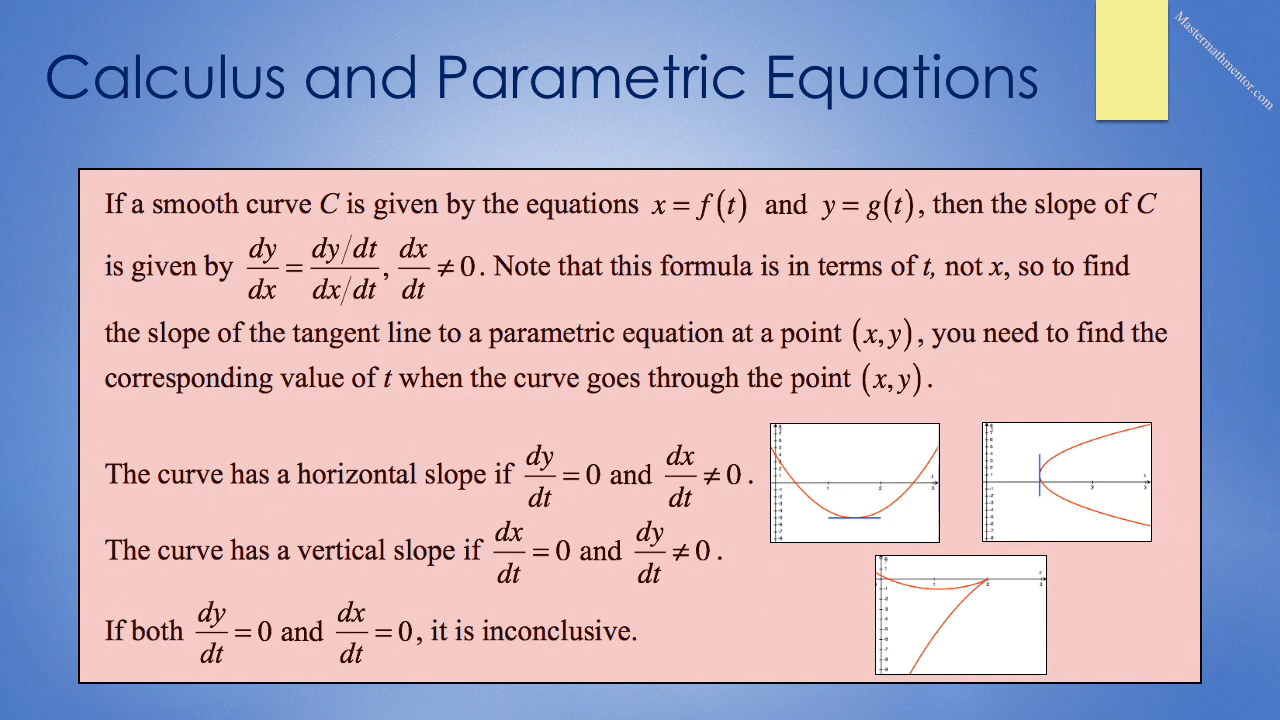 Calculus and Parametric Equations
Mastermathmentor.com
If a smooth curve C is given by the equations x = f(t) and y = g(t), then the slope of C
is given by dy/dx = (dy/dt)/(dx/dt), dx/dt ≠ 0. Note that this formula is in terms of t, not x, so to find
the slope of the tangent line to a parametric equation at a point (x, y), you need to find the
corresponding value of t when the curve goes through the point (x, y).
The curve has a horizontal slope if dy/dt = 0 and dx/dt ≠ 0.
The curve has a vertical slope if dx/dt = 0 and dy/dt ≠ 0.
If both dy/dt = 0 and dx/dt = 0, it is inconclusive.